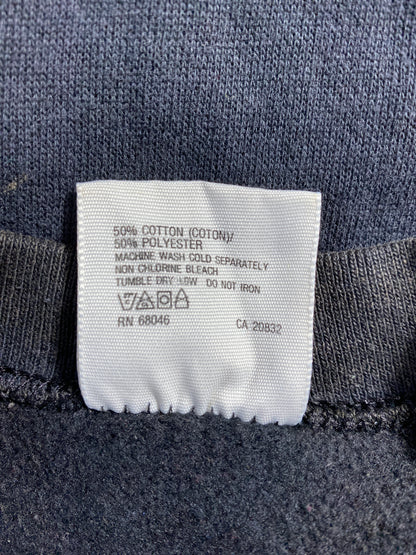 50% COTTON (COTON)/
50% POLYESTER
MACHINE WASH COLD SEPARATELY
NON CHLORINE BLEACH
TUMBLE DRY LOW DO NOT IRON
RN 68046 CA 20832